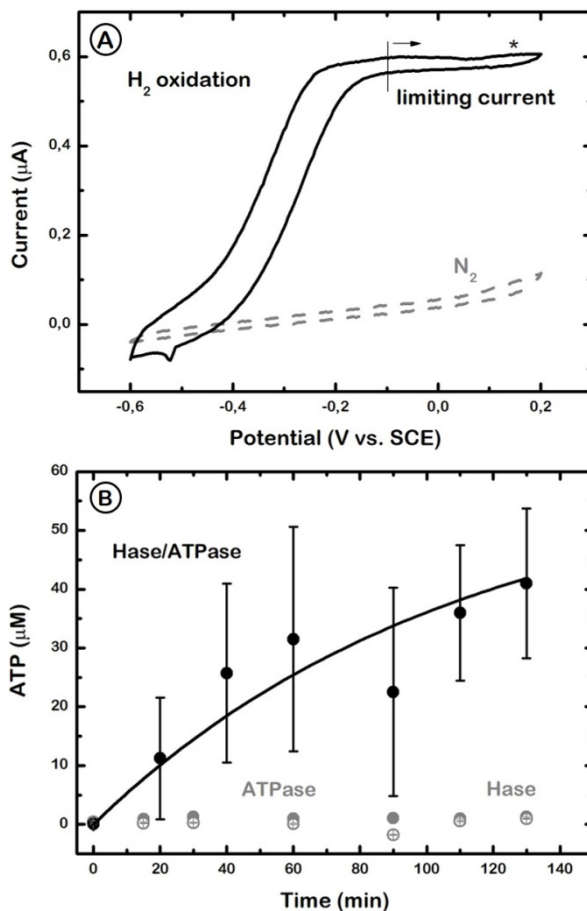 A
H₂ oxidation
*
limiting current
N₂
0,6
0,4
0,2
0,0
Current (μA)
-0,6 -0,4 -0,2 0,0 0,2
Potential (V vs. SCE)
B
Hase/ATPase
60
50
40
30
20
10
0
ATP (μM)
ATPase Hase
0 20 40 60 80 100 120 140
Time (min)